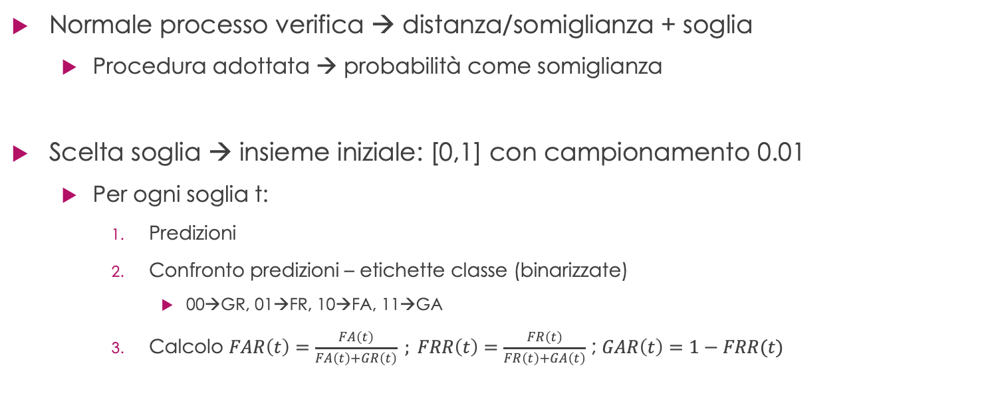 Normale processo verifica → distanza/somiglianza + soglia
Procedura adottata → probabilità come somiglianza
Scelta soglia → insieme iniziale: [0,1] con campionamento 0.01
Per ogni soglia t:
1. Predizioni
2. Confronto predizioni – etichette classe (binarizzate)
00→GR, 01→FR, 10→FA, 11→GA
3. Calcolo FAR(t) = FA(t)/(FA(t)+GR(t)) ; FRR(t) = FR(t)/(FR(t)+GA(t)) ; GAR(t) = 1 − FRR(t)